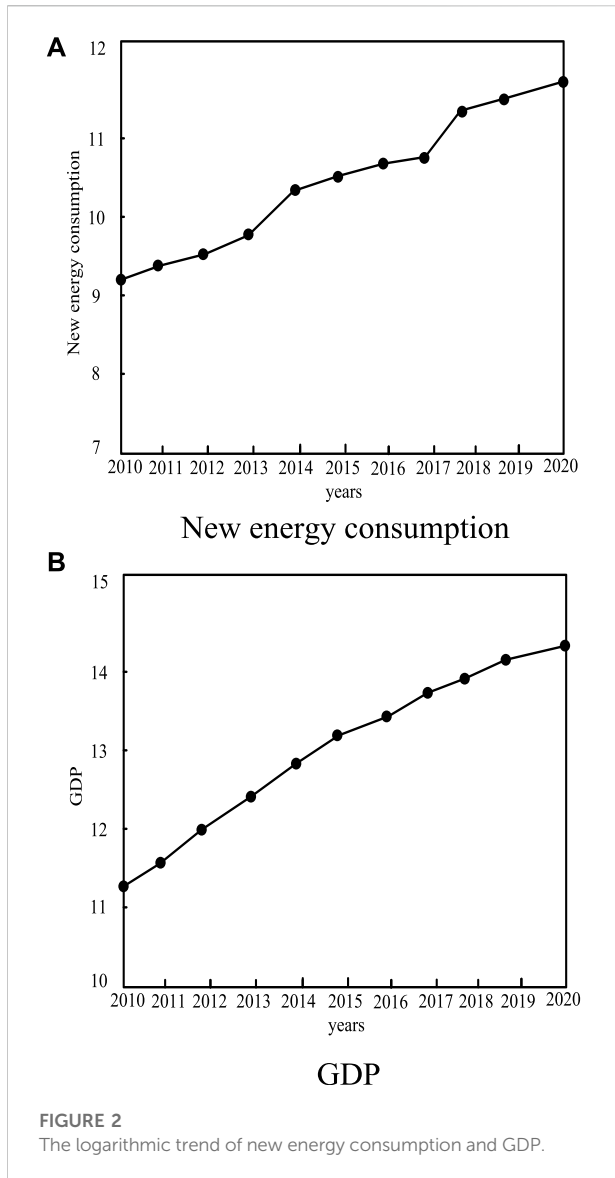 A
12
11
10
9
8
7
New energy consumption
2010 2011 2012 2013 2014 2015 2016 2017 2018 2019 2020
years
New energy consumption
B
15
14
13
12
11
10
GDP
2010 2011 2012 2013 2014 2015 2016 2017 2018 2019 2020
years
GDP
FIGURE 2
The logarithmic trend of new energy consumption and GDP.